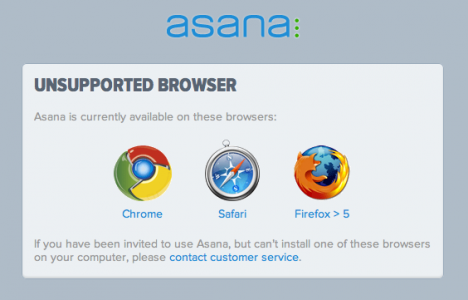 asana:
UNSUPPORTED BROWSER
Asana is currently available on these browsers:
Chrome Safari Firefox > 5
If you have been invited to use Asana, but can't install one of these browsers
on your computer, please contact customer service.